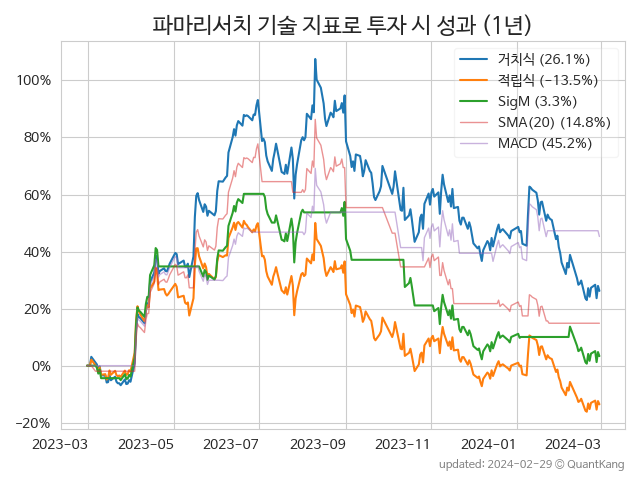 파마리서치 기술 지표로 투자 시 성과 (1년)
거치식 (26.1%)
적립식 (−13.5%)
SigM (3.3%)
SMA(20) (14.8%)
MACD (45.2%)
100%
80%
60%
40%
20%
0%
−20%
2023−03
2023−05
2023−07
2023−09
2023−11
2024−01
2024−03
updated: 2024−02−29 © QuantKang